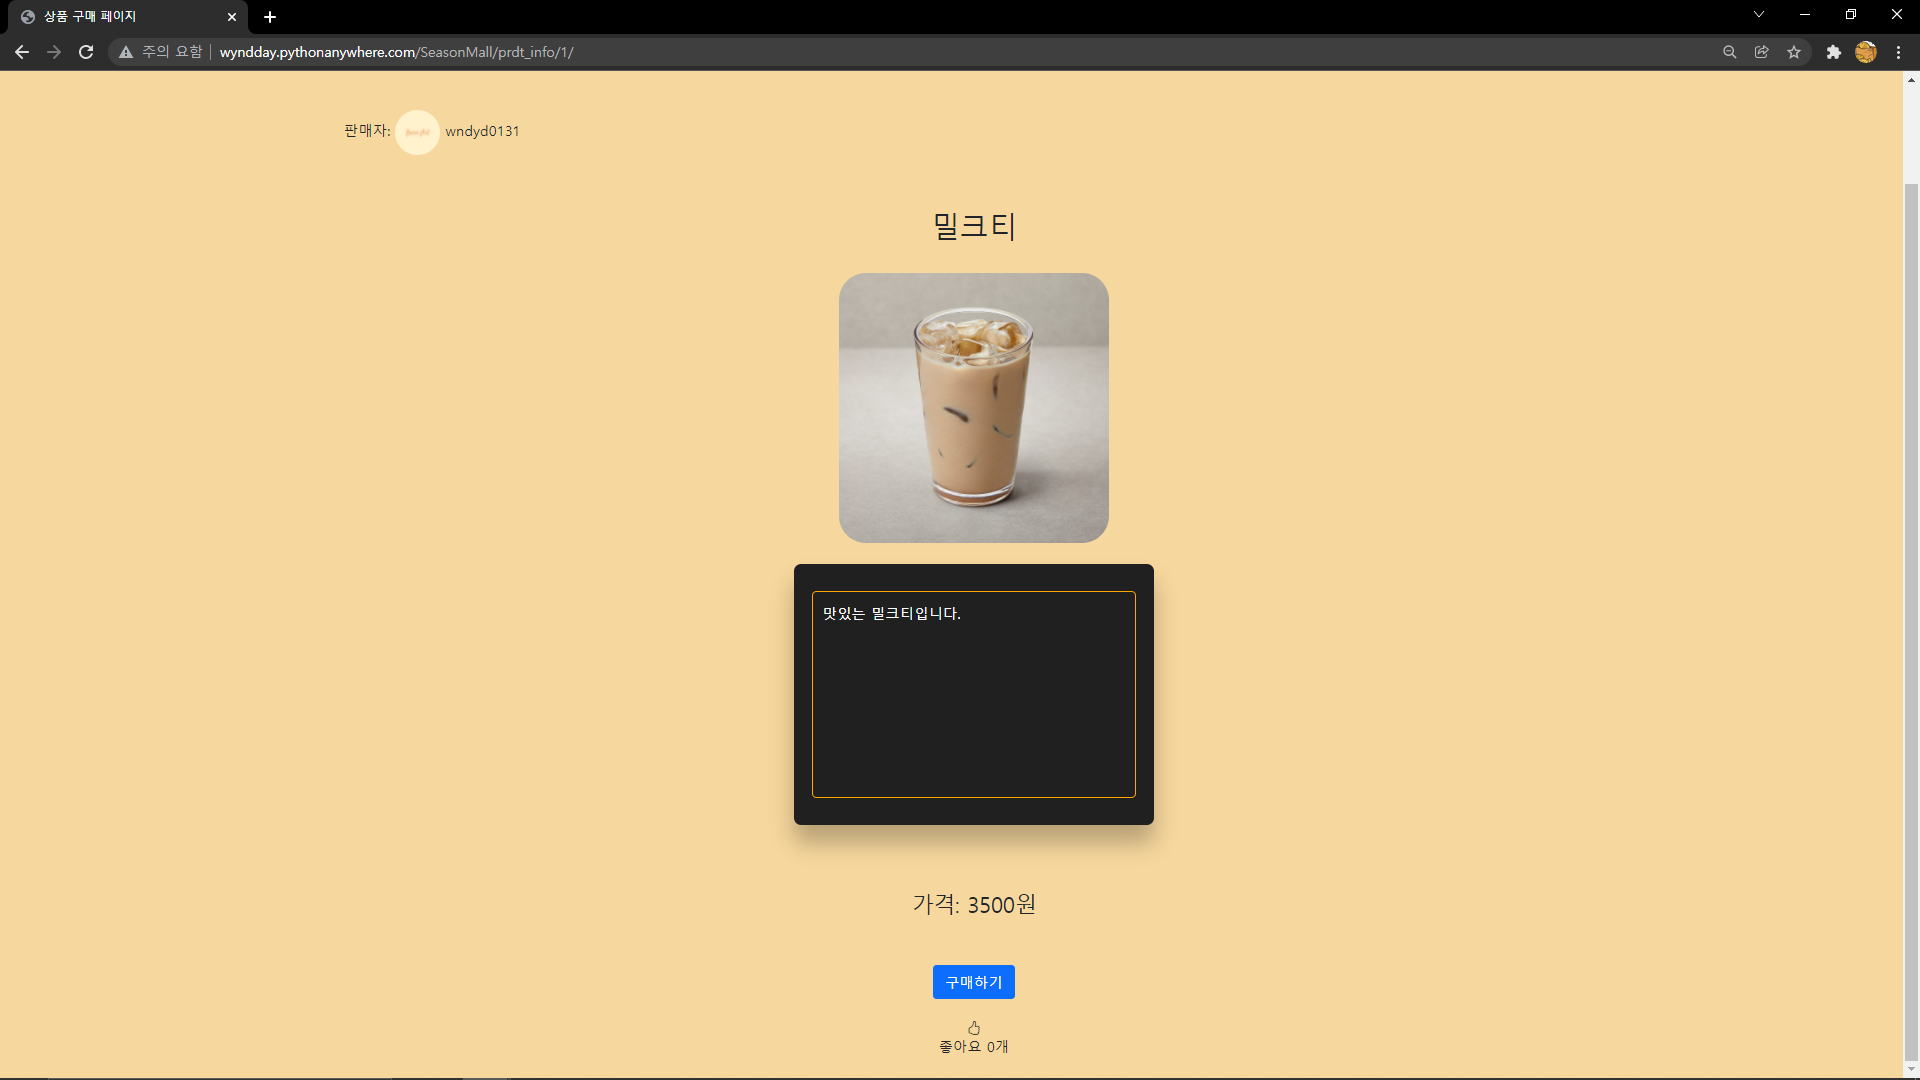 상품 구매 페이지
주의 요함 wyndday.pythonanywhere.com/SeasonMall/prdt_info/1/
판매자: wndyd0131
밀크티
맛있는 밀크티입니다.
가격: 3500원
구매하기
좋아요 0개